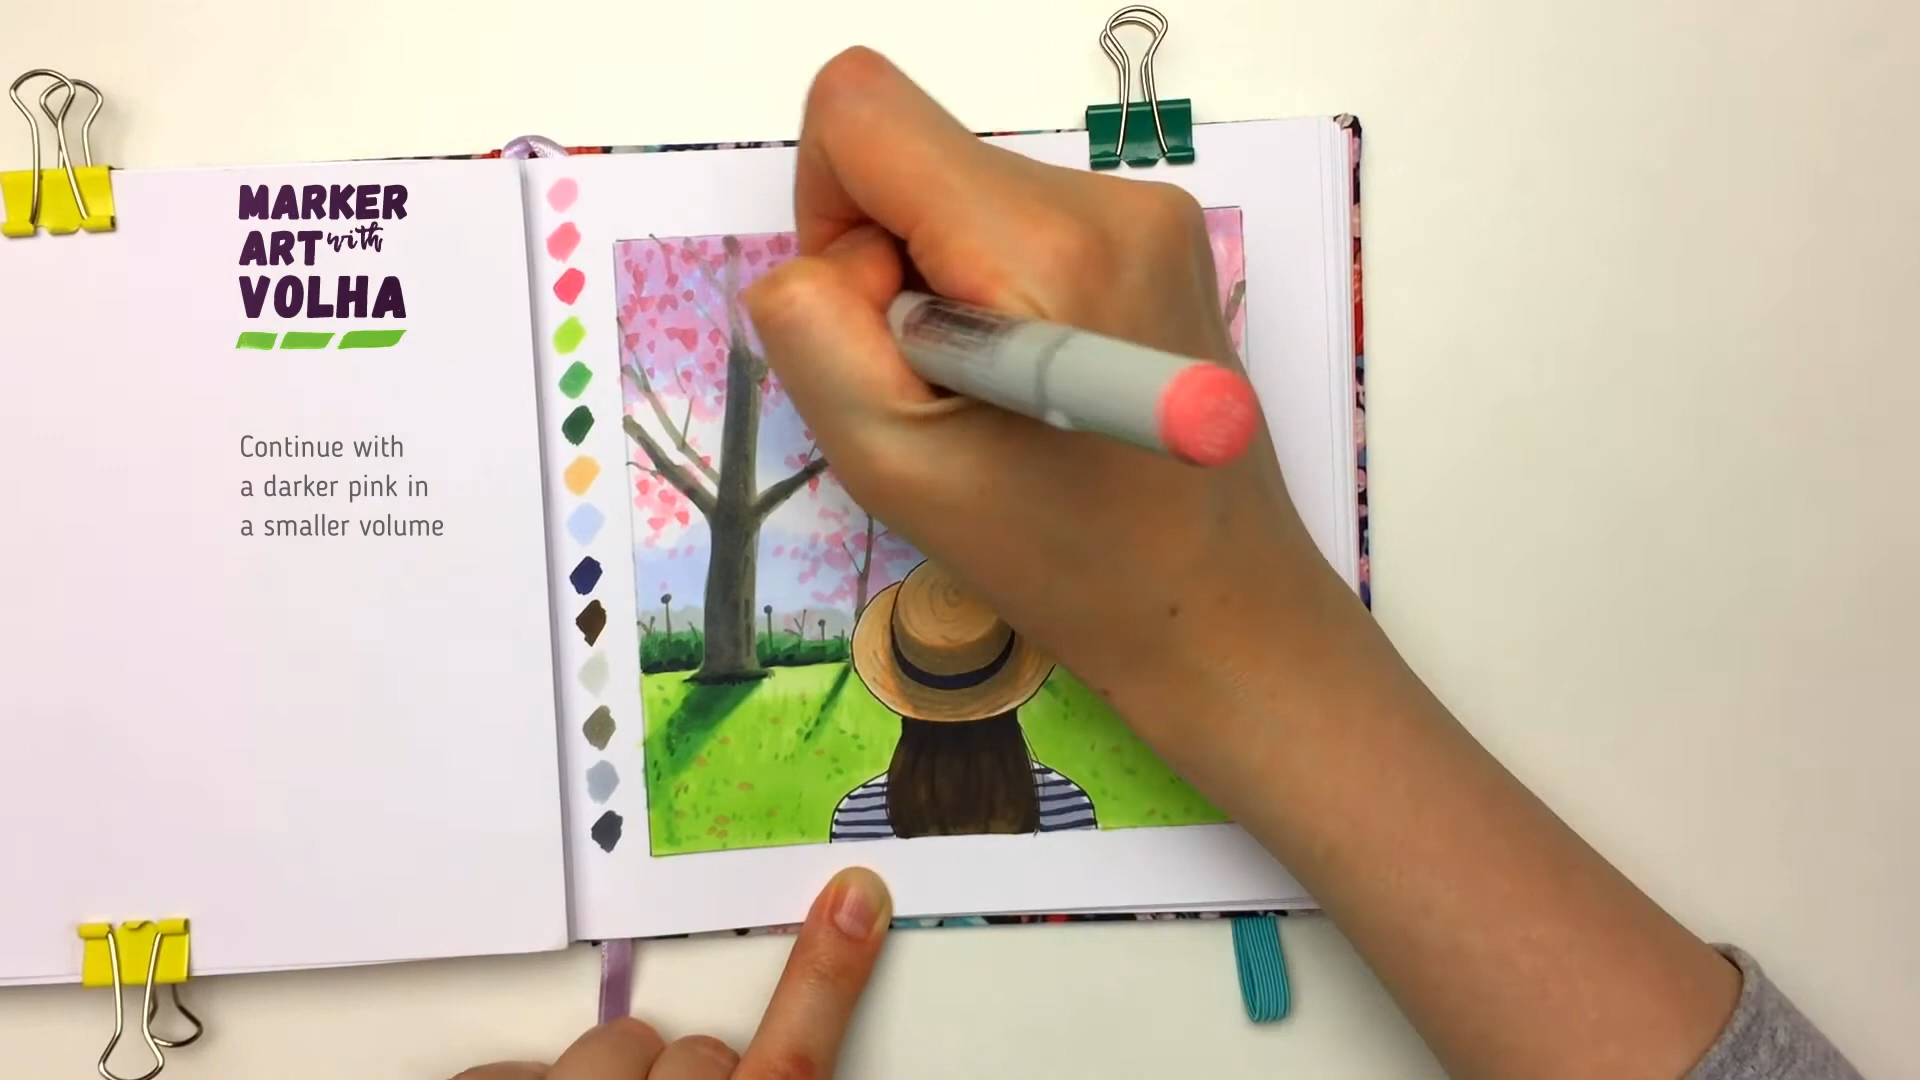 MARKER
ART with
VOLHA
Continue with
a darker pink in
a smaller volume